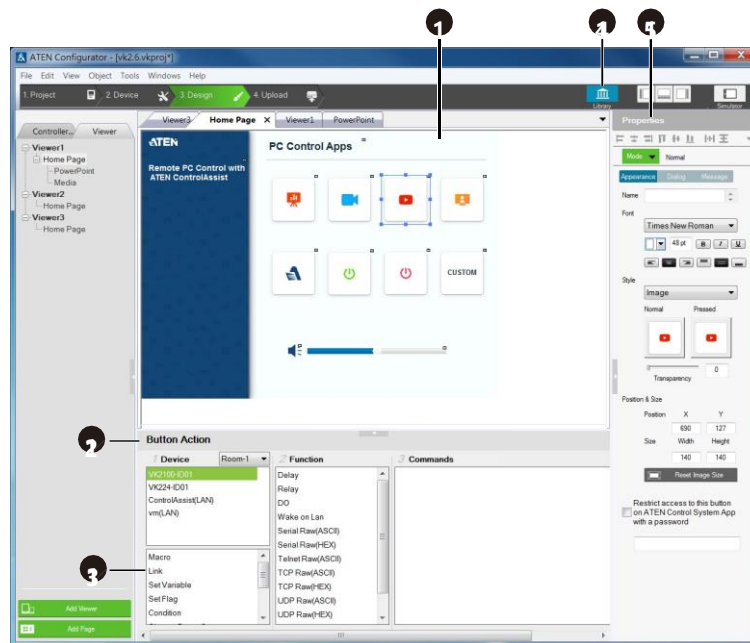 1
ATEN Configurator - [vk2.6.vkproj*]
File Edit View Object Tools Windows Help
1. Project 2. Device 3. Design 4. Upload
Library
Simulator
Controller... Viewer
Viewer1
Home Page
PowerPoint
Media
Viewer2
Home Page
Viewer3
Home Page
Add Viewer
Add Page
Viewer3 Home Page X Viewer1 PowerPoint
ATEN
Remote PC Control with
ATEN ControlAssist
PC Control Apps
CUSTOM
2
Button Action
1 Device Room-1
VK2100-ID01
VK224-ID01
ControlAssist(LAN)
vm(LAN)
3
Macro
Link
Set Variable
Set Flag
Condition
2 Function
Delay
Relay
DO
Wake on Lan
Serial Raw(ASCII)
Serial Raw(HEX)
Telnet Raw(ASCII)
TCP Raw(ASCII)
TCP Raw(HEX)
UDP Raw(ASCII)
UDP Raw(HEX)
3 Commands
Properties
Mode Normal
Appearance Dialog Message
Name
Font
Times New Roman
48 pt B I U
Style
Image
Normal Pressed
0
Transparency
Position & Size
Position X Y
690 127
Size Width Height
140 140
Reset Image Size
Restrict access to this button
on ATEN Control System App
with a password